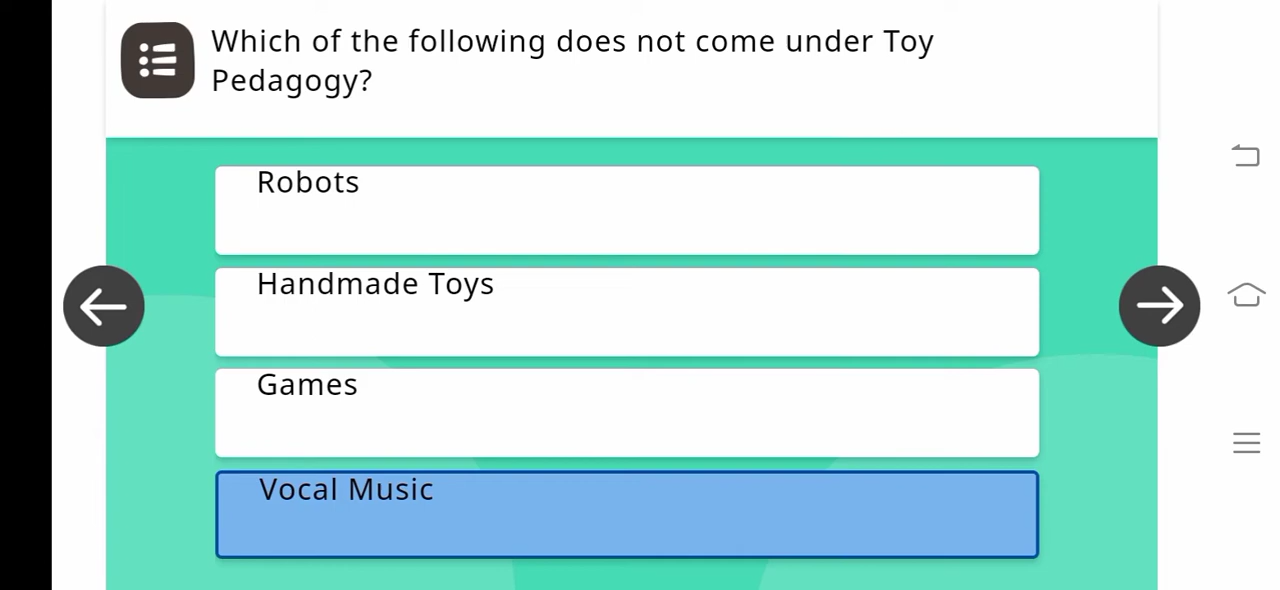 Which of the following does not come under Toy
Pedagogy?
Robots
Handmade Toys
Games
Vocal Music